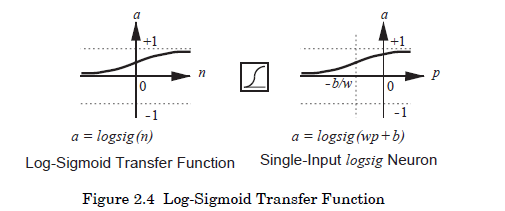 a
a
+1
+1
n
p
0
-b/w
0
-1
-1
a = logsig(n)
a = logsig(wp+b)
Log-Sigmoid Transfer Function
Single-Input logsig Neuron
Figure 2.4 Log-Sigmoid Transfer Function